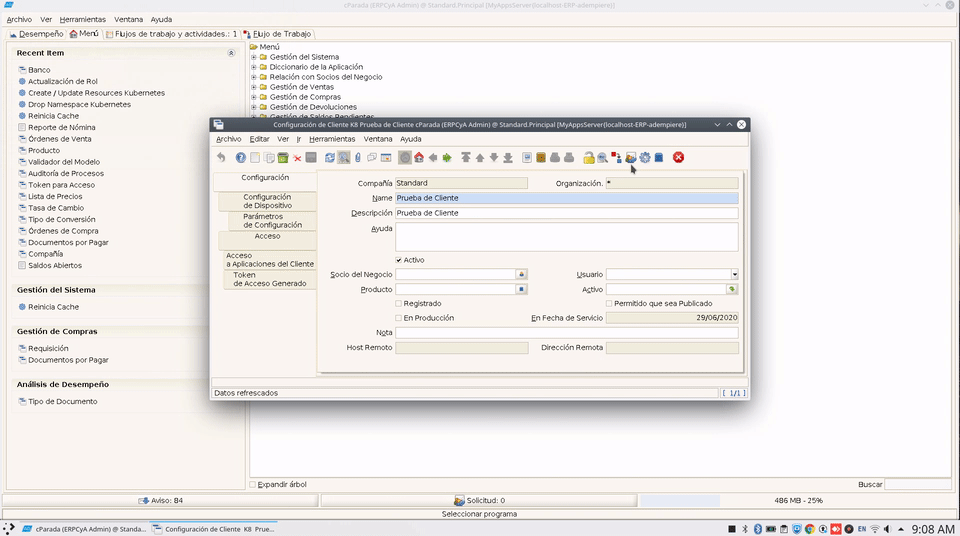 cParada (ERPCyA Admin) @ Standard.Principal [MyAppsServer(localhost-ERP-adempiere)]
Archivo Ver Herramientas Ventana Ayuda
Desempeño Menú Flujos de trabajo y actividades.: 1 Flujo de Trabajo
Recent Item
Banco
Actualización de Rol
Create / Update Resources Kubernetes
Drop Namespace Kubernetes
Reinicia Cache
Reporte de Nómina
Órdenes de Venta
Producto
Validador del Modelo
Auditoría de Procesos
Token para Acceso
Lista de Precios
Tasa de Cambio
Tipo de Conversión
Órdenes de Compra
Documentos por Pagar
Compañía
Saldos Abiertos
Gestión del Sistema
Reinicia Cache
Gestión de Compras
Requisición
Documentos por Pagar
Análisis de Desempeño
Tipo de Documento
Menú
Gestión del Sistema
Diccionario de la Aplicación
Relación con Socios del Negocio
Gestión de Ventas
Gestión de Compras
Gestión de Devoluciones
Gestión de Saldos Pendientes
Configuración de Cliente K8 Prueba de Cliente cParada (ERPCyA Admin) @ Standard.Principal [MyAppsServer(localhost-ERP-adempiere)]
Archivo Editar Ver Ir Herramientas Ventana Ayuda
Configuración
Configuración
de Dispositivo
Parámetros
de Configuración
Acceso
Acceso
a Aplicaciones del Cliente
Token
de Acceso Generado
Compañía Standard Organización. *
Name Prueba de Cliente
Descripción Prueba de Cliente
Ayuda
Activo
Socio del Negocio Usuario
Producto Activo
Registrado Permitido que sea Publicado
En Producción En Fecha de Servicio 29/06/2020
Nota
Host Remoto Dirección Remota
Datos refrescados [ 1/1 ]
Expandir árbol Buscar
Aviso: 84 Solicitud: 0 486 MB - 25%
Seleccionar programa
cParada (ERPCyA Admin) @ Standa... Configuración de Cliente K8 Prue... EN 9:08 AM